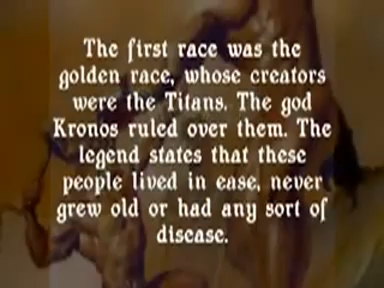 The first race was the
golden race, whose creators
were the Titans. The god
Kronos ruled over them. The
legend states that these
people lived in ease, never
grew old or had any sort of
disease.